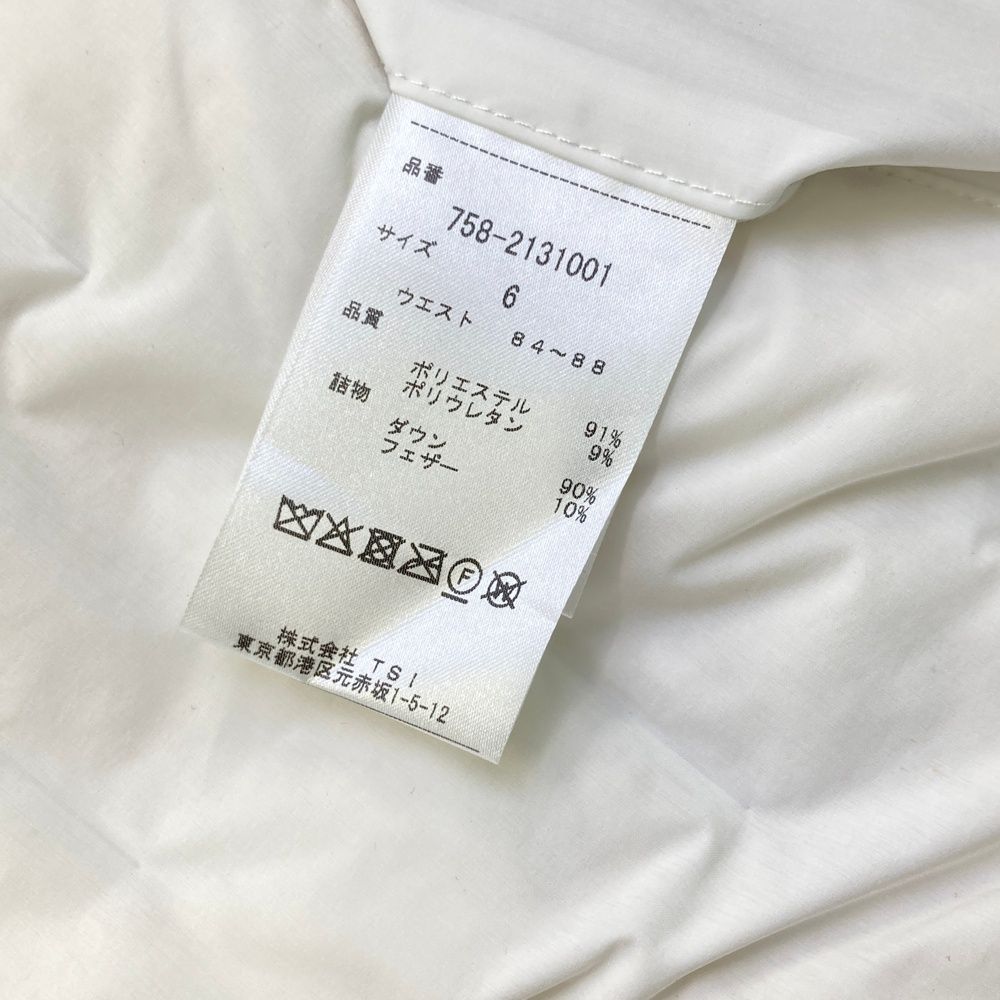 品番
758-2131001
サイズ
6
ウエスト 84~88
品質
ポリエステル 91%
ポリウレタン 9%
詰物
ダウン 90%
フェザー 10%
F
W
株式会社 TSI
東京都港区元赤坂1-5-12